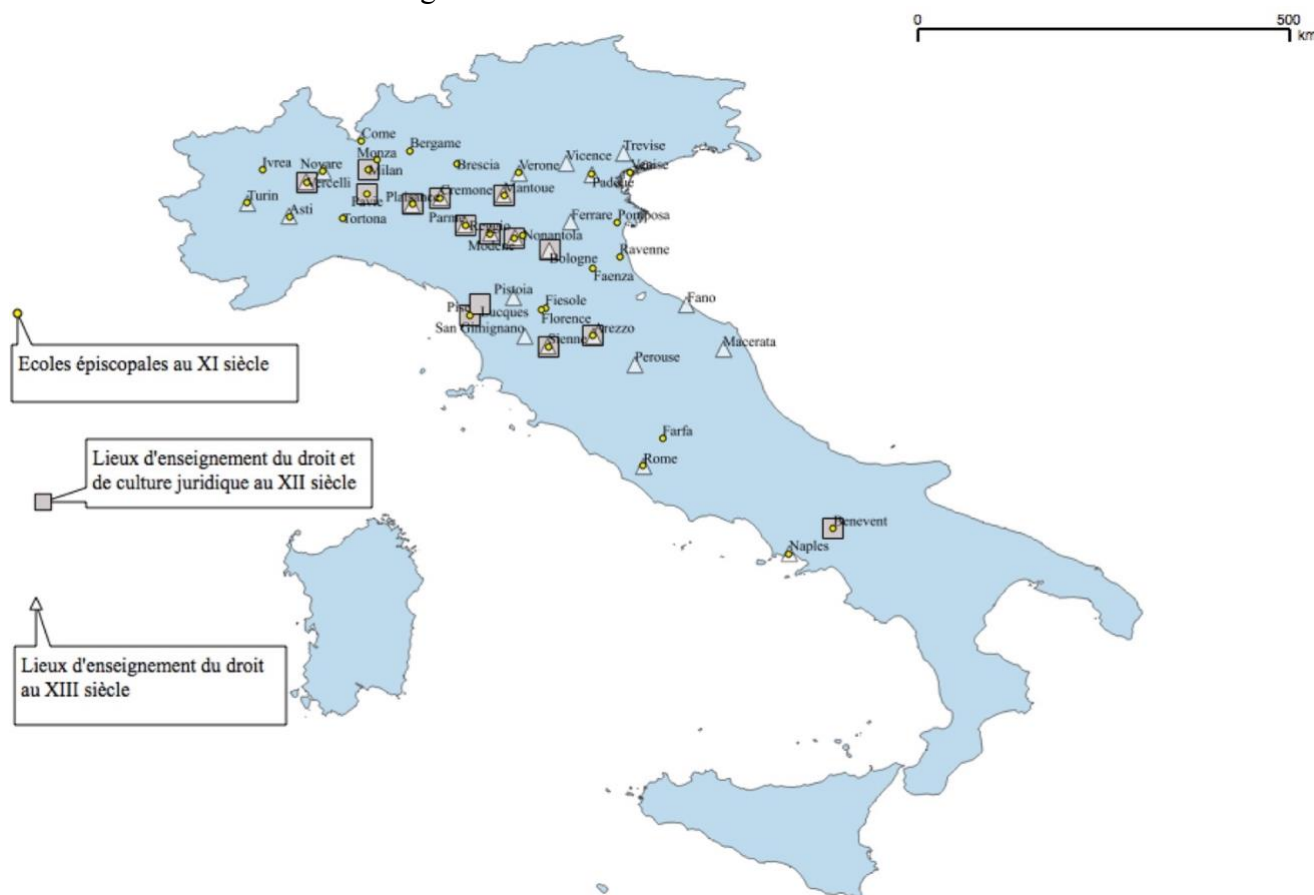 0 500
km
Come
Bergame
Monza
Ivrea
Novare
Milan
Brescia
Verone
Vicence
Trevise
Venise
Padoue
Vercelli
Turin
Pavie
Plaisance
Cremone
Mantoue
Asti
Tortona
Parme
Reggio
Ferrare
Pomposa
Modene
Nonantola
Bologne
Ravenne
Faenza
Pistoia
Fiesole
Fano
Pise
Lucques
Florence
San Gimignano
Sienne
Arezzo
Macerata
Perouse
Farfa
Rome
Benevent
Naples
Ecoles épiscopales au XI siècle
Lieux d'enseignement du droit et
de culture juridique au XII siècle
Lieux d'enseignement du droit
au XIII siècle